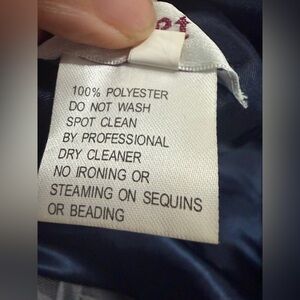 100% POLYESTER
DO NOT WASH
SPOT CLEAN
BY PROFESSIONAL
DRY CLEANER
NO IRONING OR
STEAMING ON SEQUINS
OR BEADING